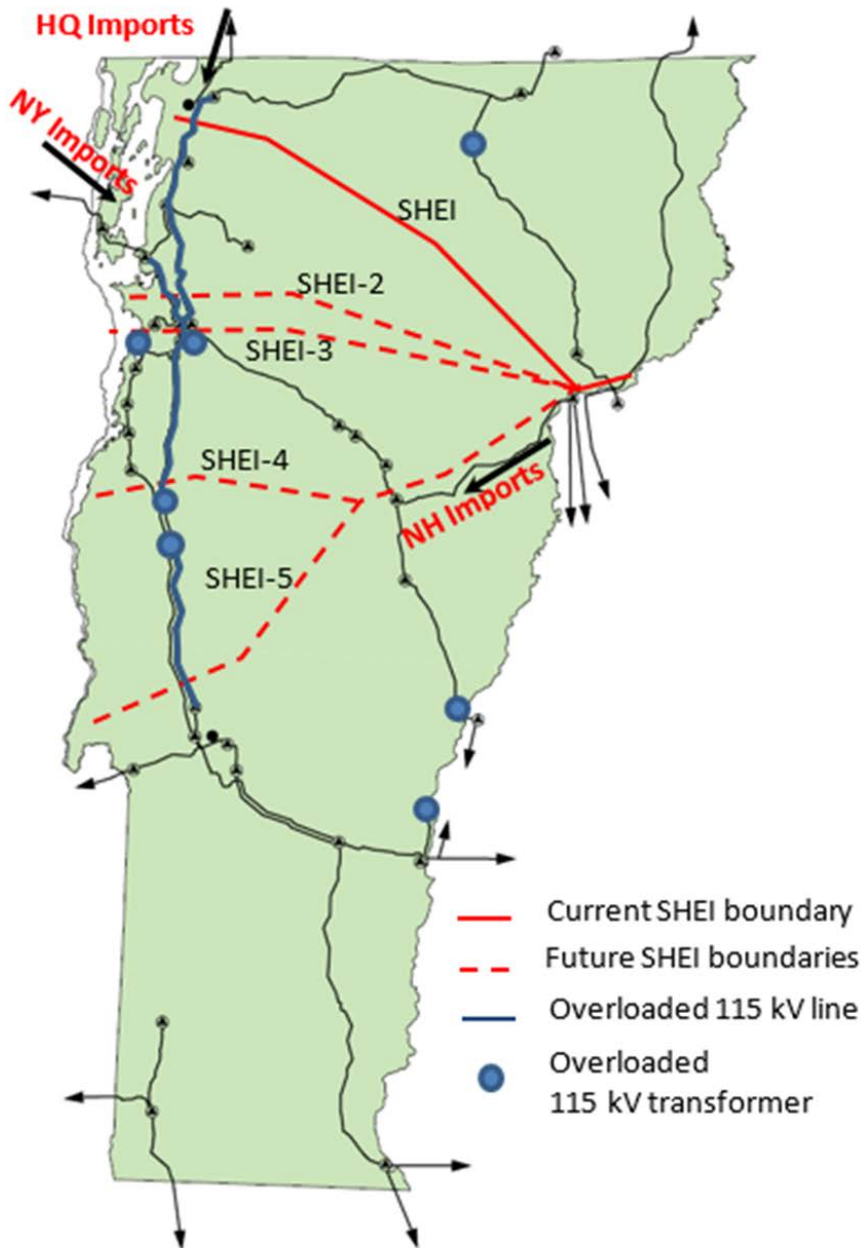 HQ Imports
NY Imports
SHEI
SHEI-2
SHEI-3
SHEI-4
NH Imports
SHEI-5
Current SHEI boundary
Future SHEI boundaries
Overloaded 115 kV line
Overloaded
115 kV transformer